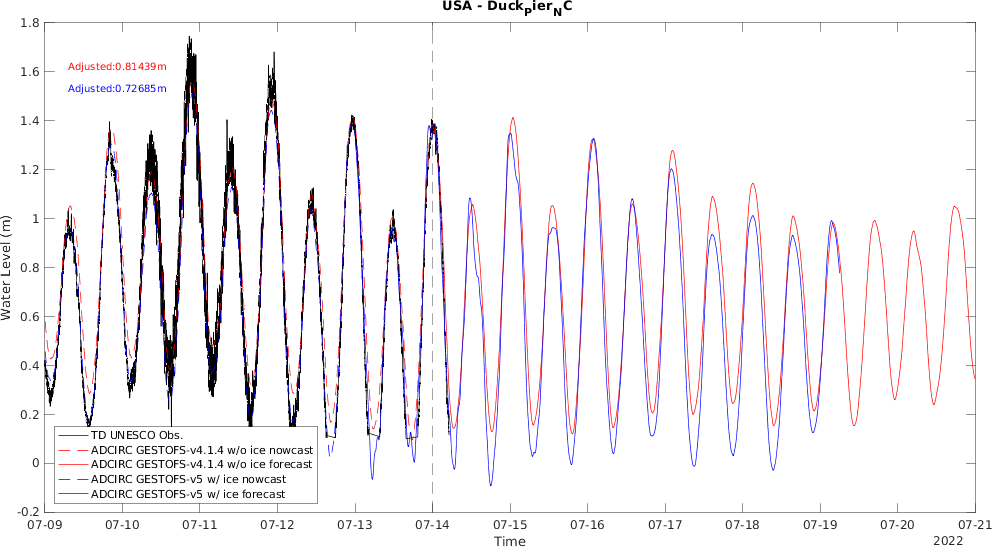 USA - DuckPierNC
1.8
1.6
1.4
1.2
1
0.8
0.6
0.4
0.2
0
-0.2
Water Level (m)
Adjusted:0.81439m
Adjusted:0.72685m
TD UNESCO Obs.
ADCIRC GESTOFS-v4.1.4 w/o ice nowcast
ADCIRC GESTOFS-v4.1.4 w/o ice forecast
ADCIRC GESTOFS-v5 w/ ice nowcast
ADCIRC GESTOFS-v5 w/ ice forecast
07-09 07-10 07-11 07-12 07-13 07-14 07-15 07-16 07-17 07-18 07-19 07-20 07-21
Time
2022